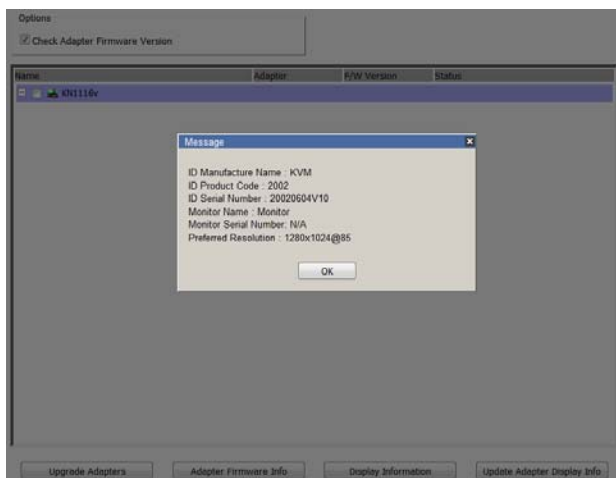 Options
Check Adapter Firmware Version
Name Adapter F/W Version Status
KN1116v
Message
ID Manufacture Name : KVM
ID Product Code : 2002
ID Serial Number : 20020604V10
Monitor Name : Monitor
Monitor Serial Number: N/A
Preferred Resolution : 1280x1024@85
OK
Upgrade Adapters Adapter Firmware Info Display Information Update Adapter Display Info